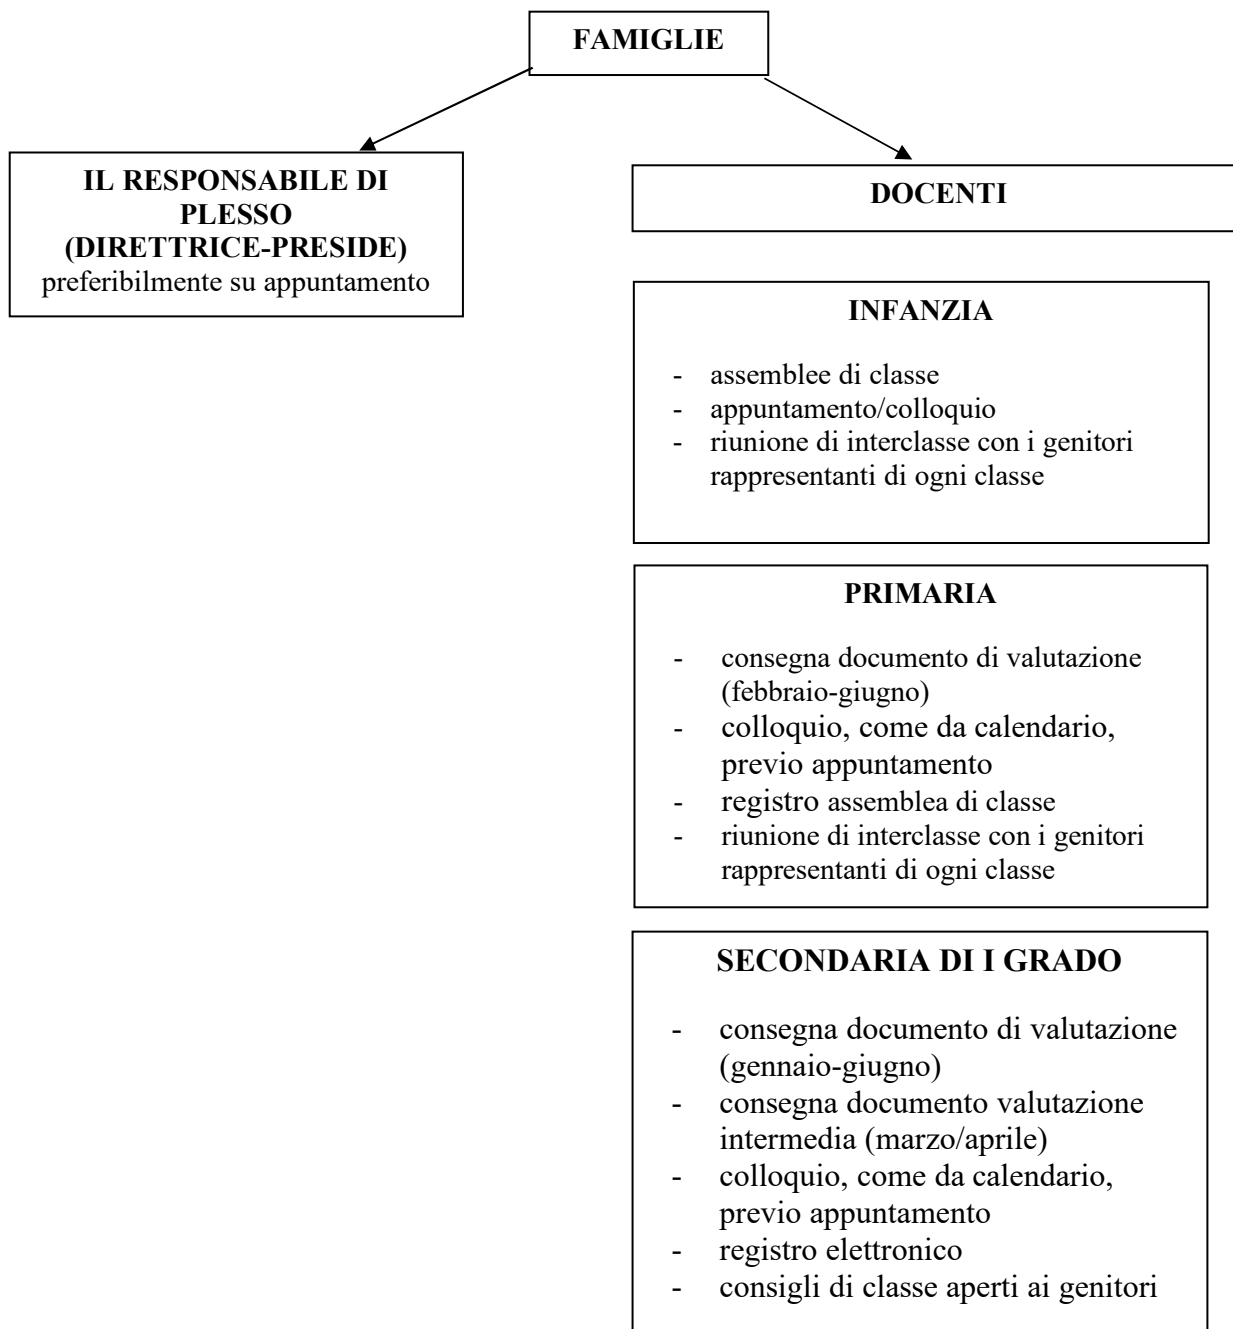 FAMIGLIE
IL RESPONSABILE DI
PLESSO
(DIRETTRICE-PRESIDE)
preferibilmente su appuntamento
DOCENTI
INFANZIA
- assemblee di classe
- appuntamento/colloquio
- riunione di interclasse con i genitori
rappresentanti di ogni classe
PRIMARIA
- consegna documento di valutazione
(febbraio-giugno)
- colloquio, come da calendario,
previo appuntamento
- registro assemblea di classe
- riunione di interclasse con i genitori
rappresentanti di ogni classe
SECONDARIA DI I GRADO
- consegna documento di valutazione
(gennaio-giugno)
- consegna documento valutazione
intermedia (marzo/aprile)
- colloquio, come da calendario,
previo appuntamento
- registro elettronico
- consigli di classe aperti ai genitori